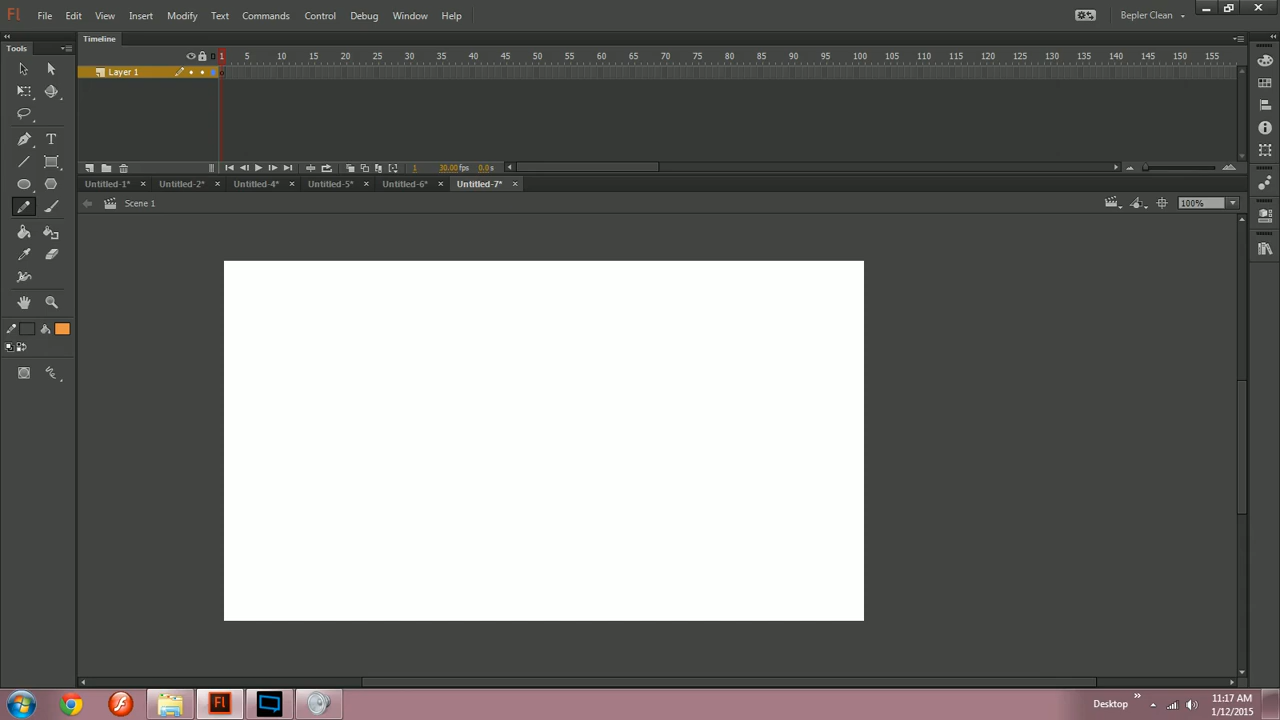 Fl File Edit View Insert Modify Text Commands Control Debug Window Help Bepler Clean
Tools
Timeline
1 5 10 15 20 25 30 35 40 45 50 55 60 65 70 75 80 85 90 95 100 105 110 115 120 125 130 135 140 145 150 155
Layer 1
T
1 30.00 fps 0.0 s
Untitled-1* Untitled-2* Untitled-4* Untitled-5* Untitled-6* Untitled-7*
Scene 1 100%
Fl
Desktop
11:17 AM
1/12/2015